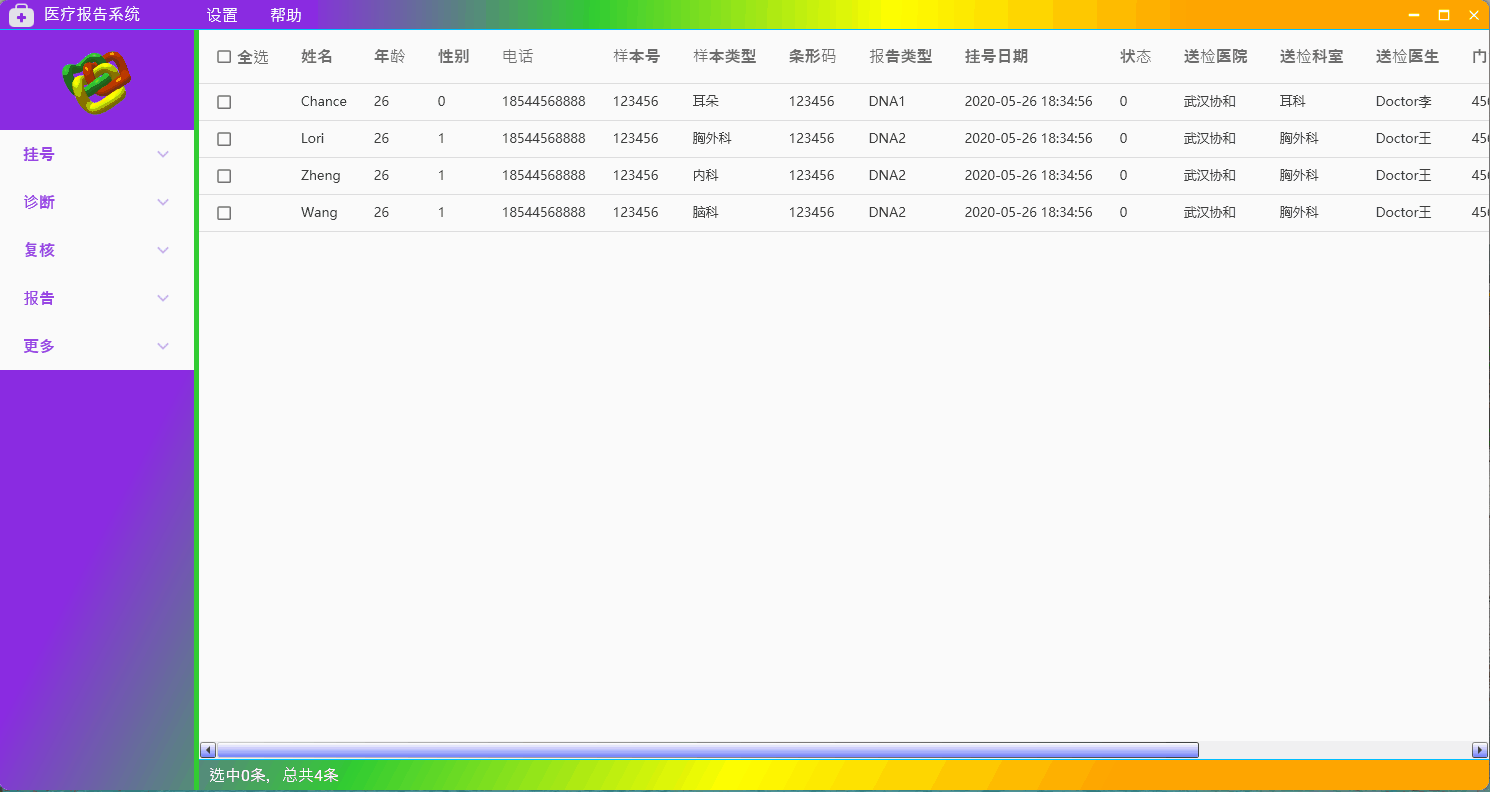 医疗报告系统 设置 帮助
挂号
诊断
复核
报告
更多
全选 姓名 年龄 性别 电话 样本号 样本类型 条形码 报告类型 挂号日期 状态 送检医院 送检科室 送检医生 门
Chance 26 0 18544568888 123456 耳朵 123456 DNA1 2020-05-26 18:34:56 0 武汉协和 耳科 Doctor李 456
Lori 26 1 18544568888 123456 胸外科 123456 DNA2 2020-05-26 18:34:56 0 武汉协和 胸外科 Doctor王 456
Zheng 26 1 18544568888 123456 内科 123456 DNA2 2020-05-26 18:34:56 0 武汉协和 胸外科 Doctor王 456
Wang 26 1 18544568888 123456 脑科 123456 DNA2 2020-05-26 18:34:56 0 武汉协和 胸外科 Doctor王 456
选中0条，总共4条